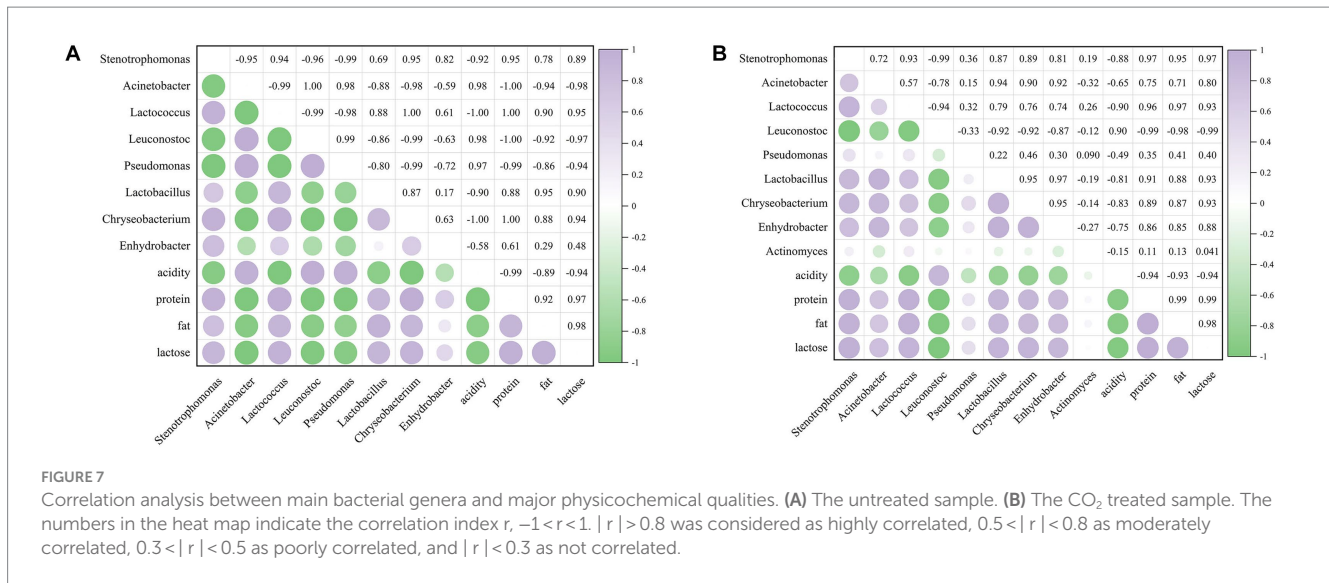 A
Stenotrophomonas -0.95 0.94 -0.96 -0.99 0.69 0.95 0.82 -0.92 0.95 0.78 0.89
Acinetobacter -0.99 1.00 0.98 -0.88 -0.98 -0.59 0.98 -1.00 -0.94 -0.98
Lactococcus -0.99 -0.98 0.88 1.00 0.61 -1.00 1.00 0.90 0.95
Leuconostoc 0.99 -0.86 -0.99 -0.63 0.99 -1.00 -0.92 -0.97
Pseudomonas -0.80 -0.99 -0.72 0.97 -0.99 -0.86 -0.94
Lactobacillus 0.87 0.17 -0.90 0.88 0.95 0.90
Chryseobacterium 0.63 -1.00 1.00 0.88 0.94
Enhydrobacter -0.58 0.61 0.29 0.48
acidity -0.99 -0.89 -0.94
protein 0.92 0.97
fat 0.98
lactose
Stenotrophomonas Acinetobacter Lactococcus Leuconostoc Pseudomonas Lactobacillus Chryseobacterium Enhydrobacter acidity protein fat lactose
1
0.8
0.6
0.4
0.2
0
-0.2
-0.4
-0.6
-0.8
-1
B
Stenotrophomonas 0.72 0.93 -0.99 0.36 0.87 0.89 0.81 0.19 -0.88 0.97 0.95 0.97
Acinetobacter 0.57 -0.78 0.15 0.94 0.90 0.92 -0.32 -0.65 0.75 0.71 0.80
Lactococcus -0.94 0.32 0.79 0.76 0.74 0.26 -0.90 0.96 0.97 0.93
Leuconostoc -0.33 -0.92 -0.92 -0.87 -0.12 0.90 -0.99 -0.98 -0.99
Pseudomonas 0.22 0.46 0.30 0.090 -0.49 0.35 0.41 0.40
Lactobacillus 0.95 0.97 -0.19 -0.81 0.91 0.88 0.93
Chryseobacterium 0.95 -0.14 -0.83 0.89 0.87 0.93
Enhydrobacter -0.27 -0.75 0.86 0.85 0.88
Actinomyces -0.15 0.11 0.13 0.041
acidity -0.94 -0.93 -0.94
protein 0.99 0.99
fat 0.98
lactose
Stenotrophomonas Acinetobacter Lactococcus Leuconostoc Pseudomonas Lactobacillus Chryseobacterium Enhydrobacter Actinomyces acidity protein fat lactose
1
0.8
0.6
0.4
0.2
0
-0.2
-0.4
-0.6
-0.8
-1
FIGURE 7
Correlation analysis between main bacterial genera and major physicochemical qualities. (A) The untreated sample. (B) The CO₂ treated sample. The
numbers in the heat map indicate the correlation index r, −1 < r < 1. | r | > 0.8 was considered as highly correlated, 0.5 < | r | < 0.8 as moderately
correlated, 0.3 < | r | < 0.5 as poorly correlated, and | r | < 0.3 as not correlated.